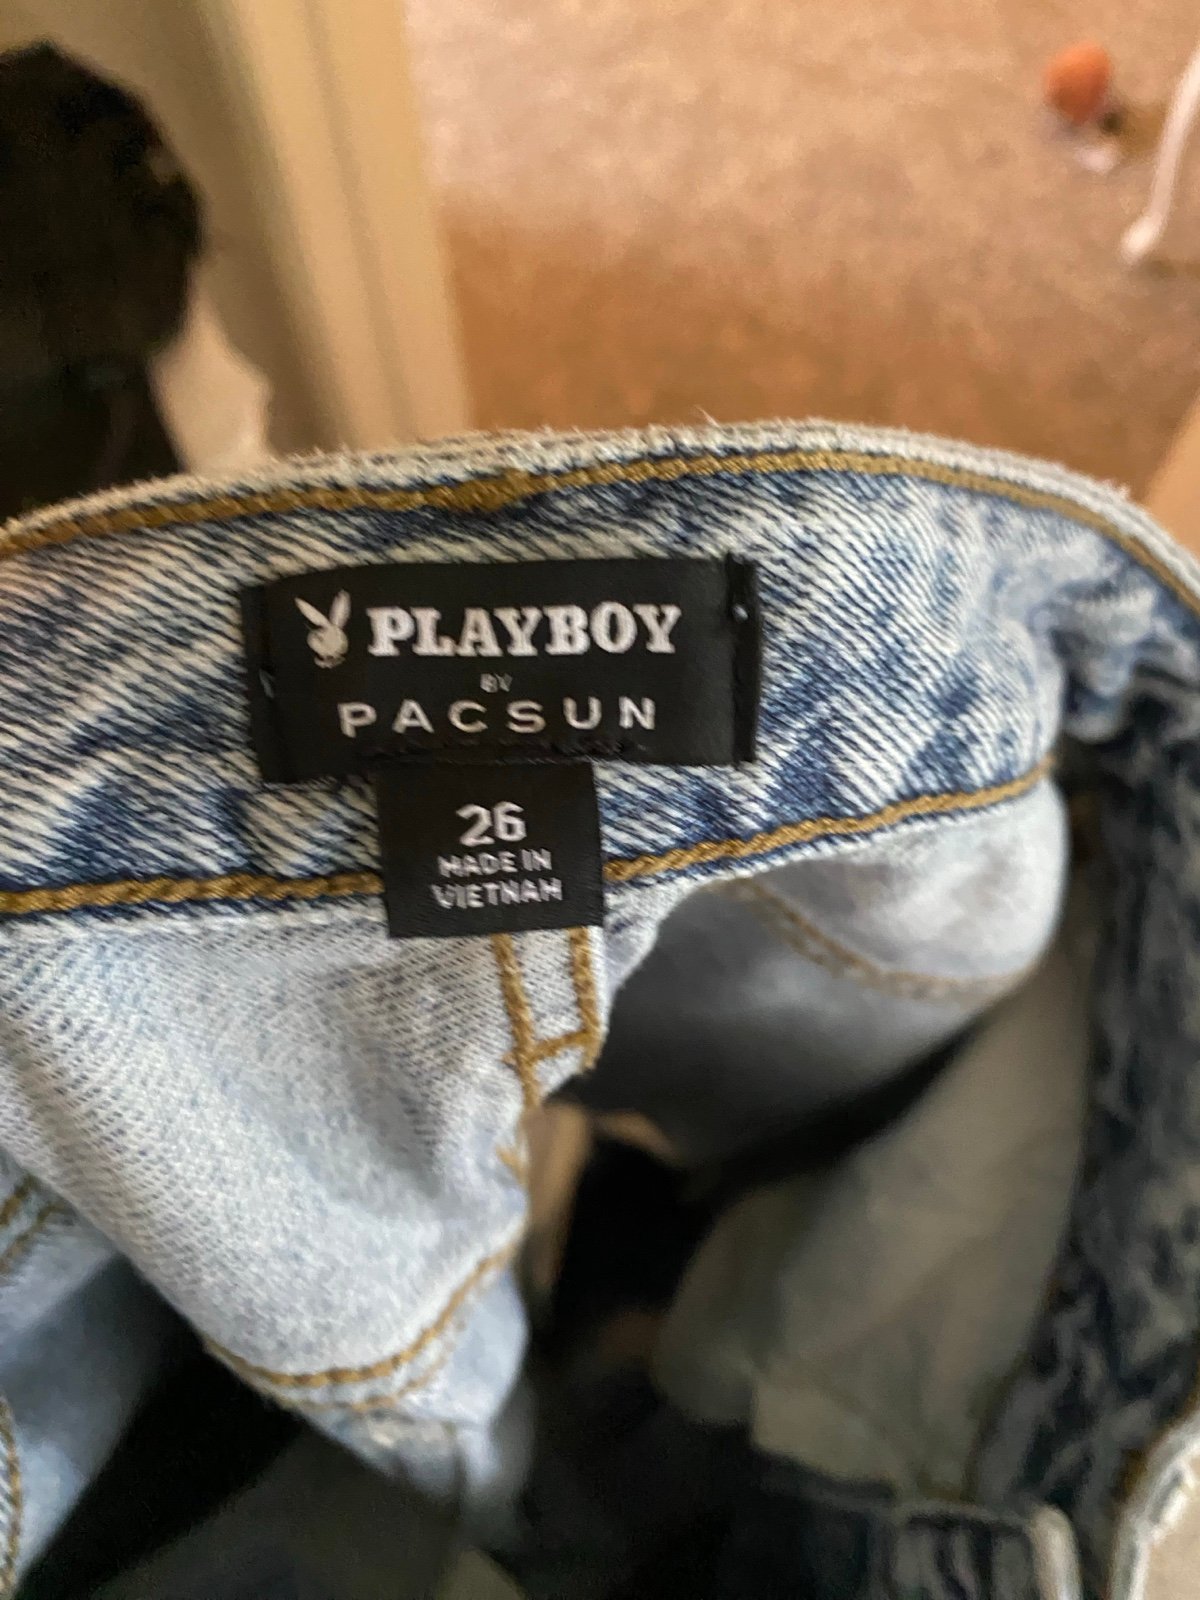 PLAYBOY
BY
PACSUN
26
MADE IN
VIETNAM